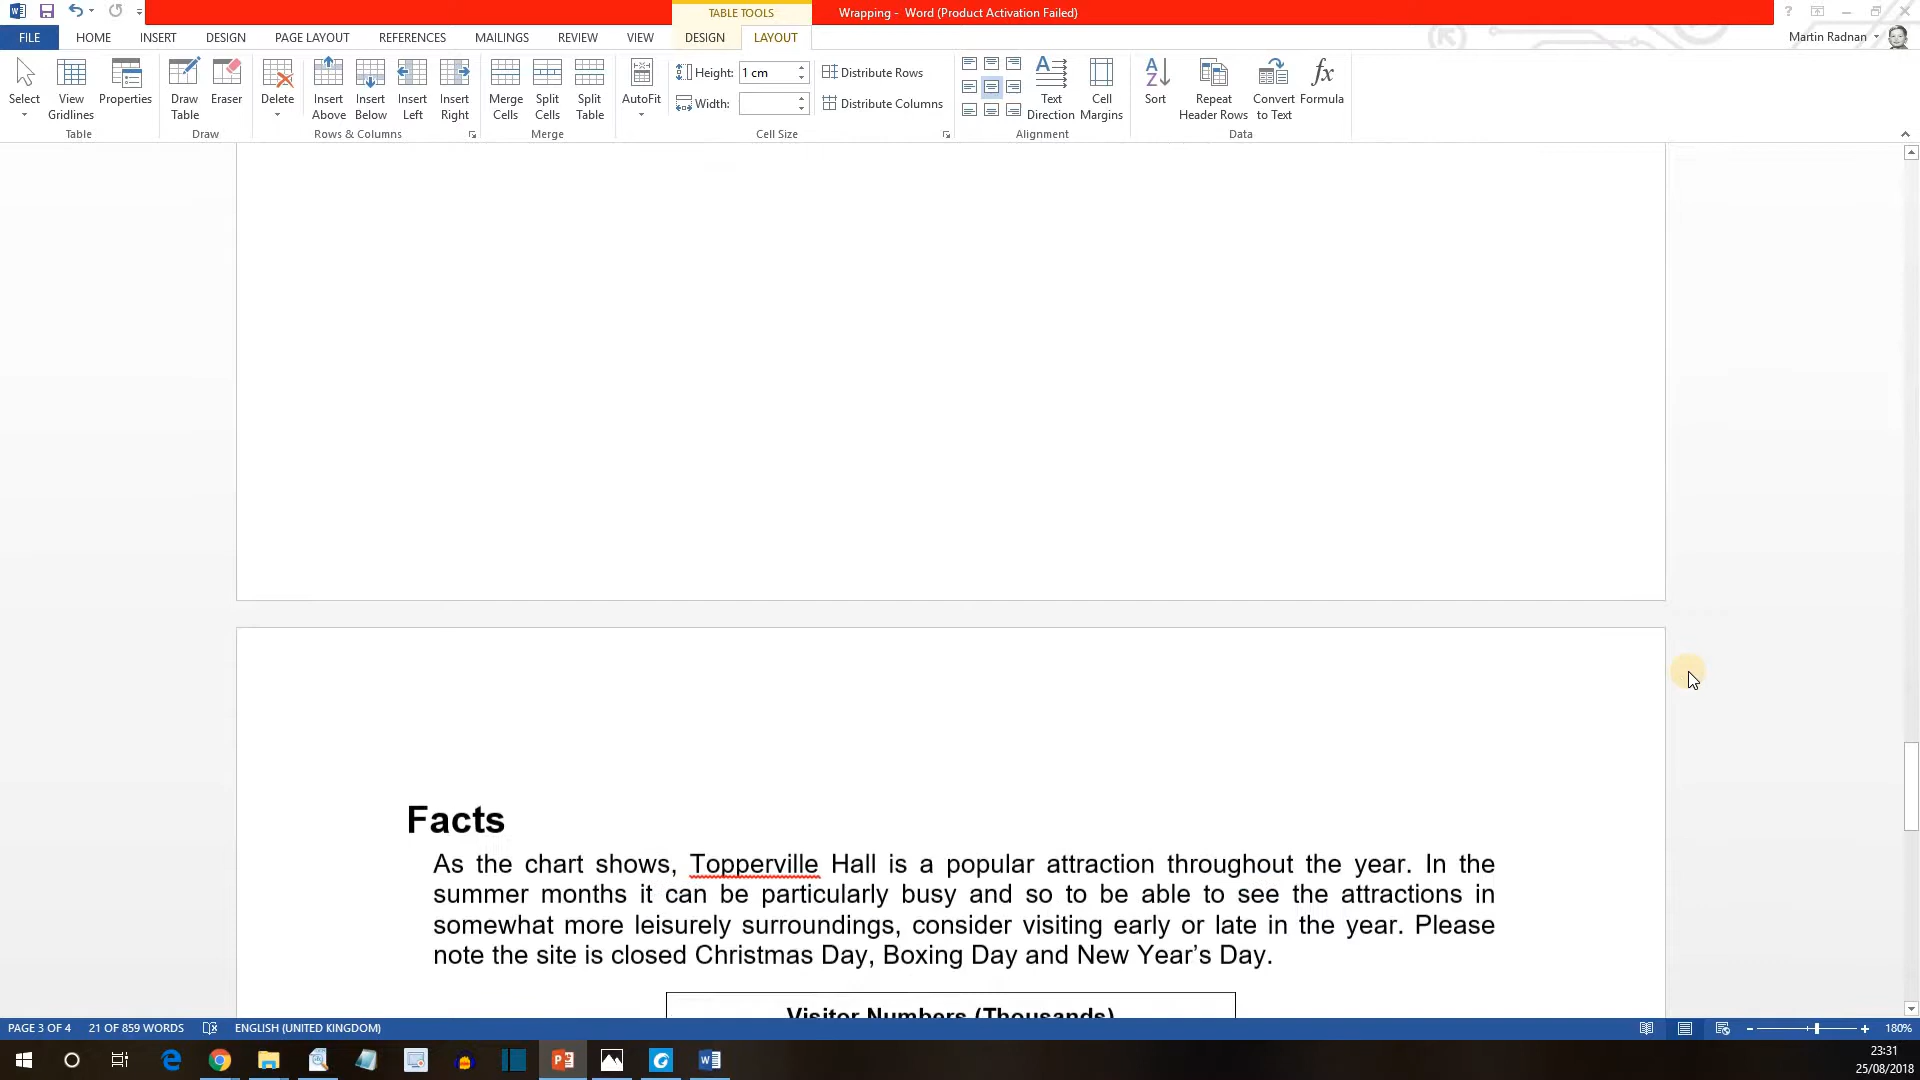 TABLE TOOLS
Wrapping - Word (Product Activation Failed)
?
FILE HOME INSERT DESIGN PAGE LAYOUT REFERENCES MAILINGS REVIEW VIEW DESIGN LAYOUT
Martin Radnan
Select
View Gridlines
Properties
Table
Draw Table
Eraser
Draw
Delete
Insert Above
Insert Below
Insert Left
Insert Right
Rows & Columns
Merge Cells
Split Cells
Split Table
Merge
AutoFit
Height: 1 cm
Width:
Distribute Rows
Distribute Columns
Cell Size
Text Direction
Cell Margins
Alignment
Sort
Repeat Header Rows
Convert to Text
Formula
Data
Facts
As the chart shows, Topperville Hall is a popular attraction throughout the year. In the
summer months it can be particularly busy and so to be able to see the attractions in
somewhat more leisurely surroundings, consider visiting early or late in the year. Please
note the site is closed Christmas Day, Boxing Day and New Year’s Day.
Visitor Numbers (Thousands)
PAGE 3 OF 4 21 OF 859 WORDS ENGLISH (UNITED KINGDOM)
180%
23:31
25/08/2018